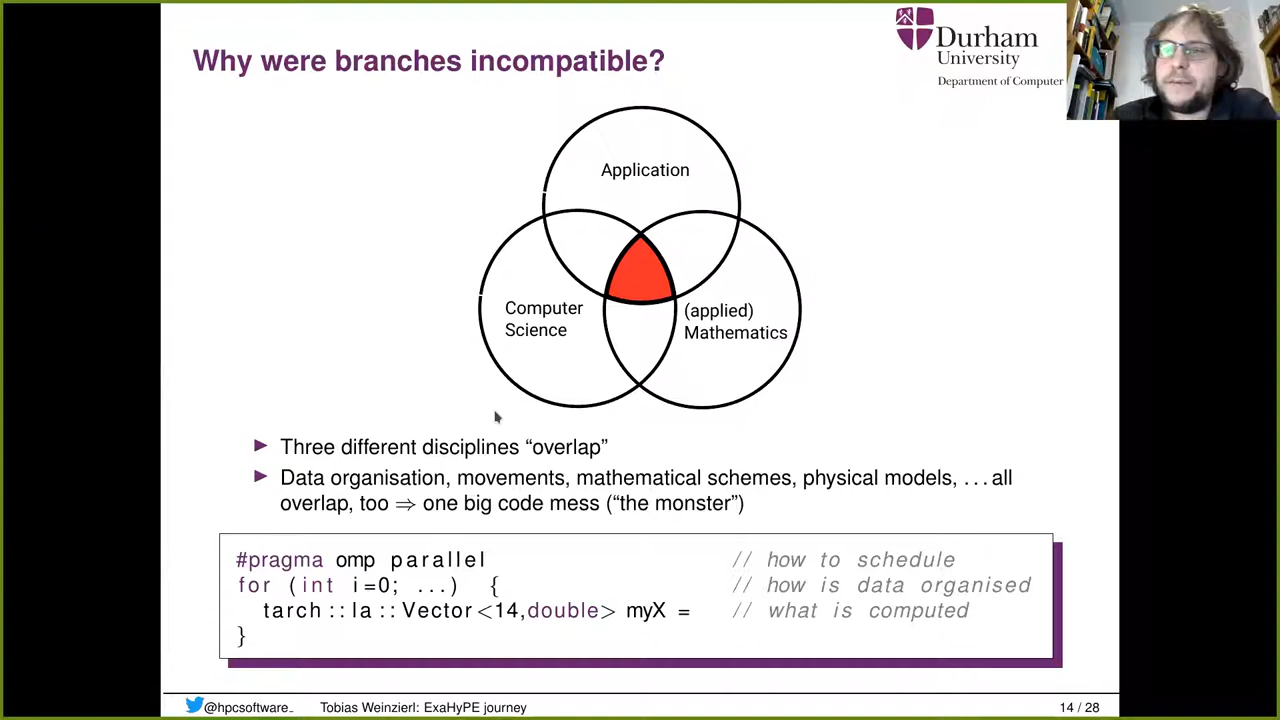 Why were branches incompatible?
Durham
University
Department of Computer
Application
Computer
Science
(applied)
Mathematics
▶ Three different disciplines “overlap”
▶ Data organisation, movements, mathematical schemes, physical models, ...all
overlap, too ⇒ one big code mess (“the monster”)
#pragma omp parallel // how to schedule
for (int i=0; ...) { // how is data organised
tarch::la::Vector<14,double> myX = // what is computed
}
@hpcsoftware_ Tobias Weinzierl: ExaHyPE journey 14 / 28